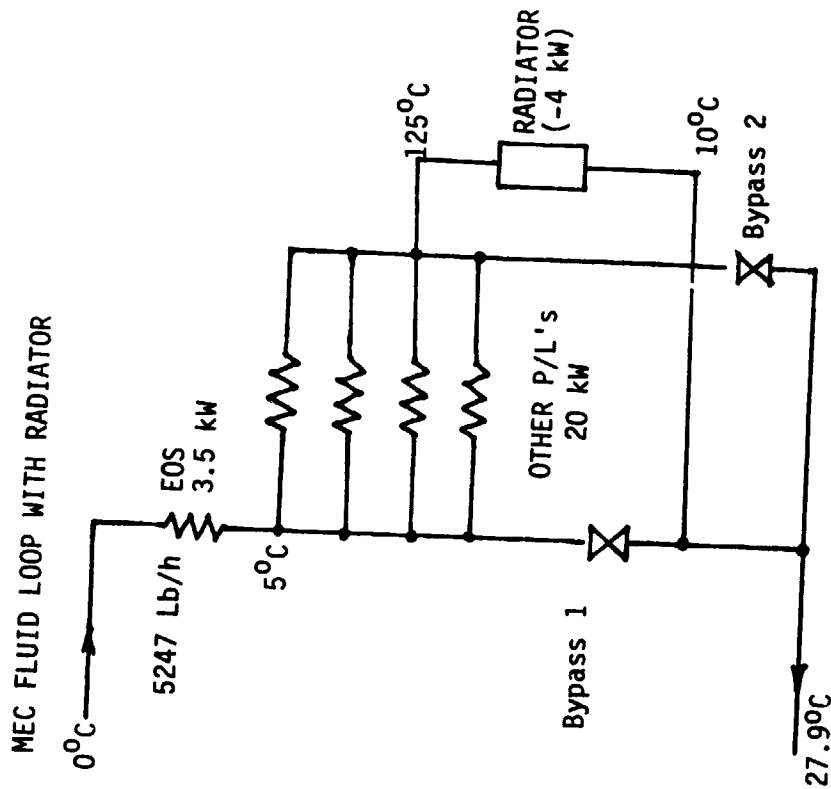 MEC FLUID LOOP WITH RADIATOR
0°C
5247 Lb/h
EOS
3.5 kW
5°C
125°C
RADIATOR
(-4 kW)
OTHER P/L's
20 kW
10°C
Bypass 1
Bypass 2
27.9°C